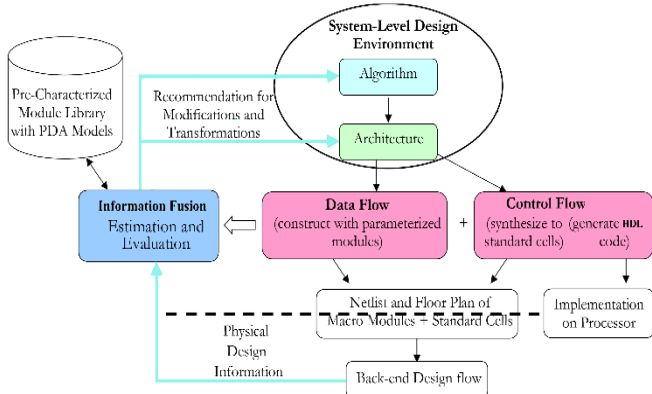 System-Level Design
Environment
Algorithm
Architecture
Pre-Characterized
Module Library
with PDA Models
Recommendation for
Modifications and
Transformations
Information Fusion
Estimation and
Evaluation
Data Flow
(construct with parameterized
modules)
+
Control Flow
(synthesize to (generate HDL
standard cells) code)
Netlist and Floor Plan of
Macro Modules + Standard Cells
Implementation
on Processor
Physical
Design
Information
Back-end Design flow